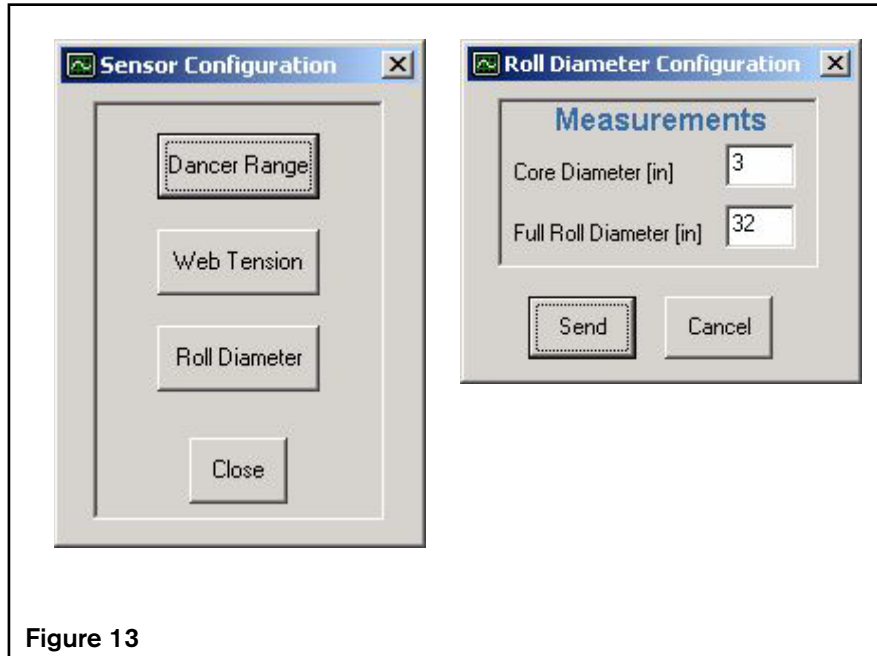 Sensor Configuration
Dancer Range
Web Tension
Roll Diameter
Close
Roll Diameter Configuration
Measurements
Core Diameter [in] 3
Full Roll Diameter [in] 32
Send Cancel
Figure 13